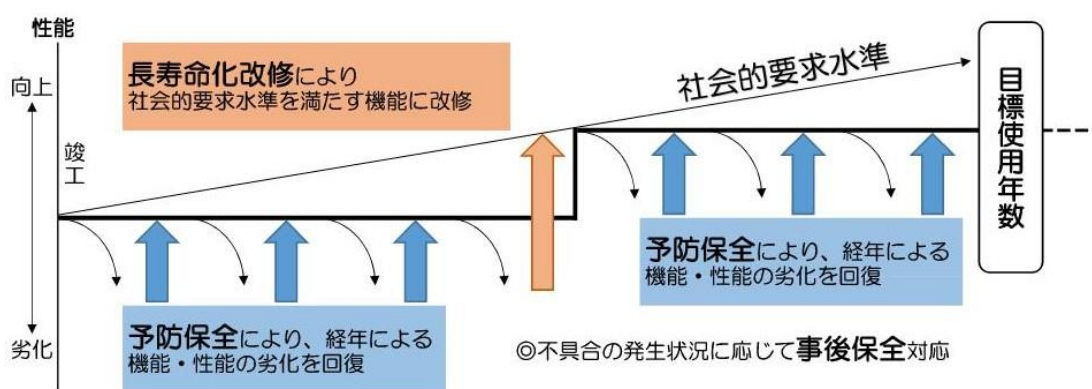 性能
向上
長寿命化改修により
社会的要求水準を満たす機能に改修
社会的要求水準
目標使用年数
竣工
予防保全により、経年による
機能・性能の劣化を回復
予防保全により、経年による
機能・性能の劣化を回復
劣化
◎不具合の発生状況に応じて事後保全対応